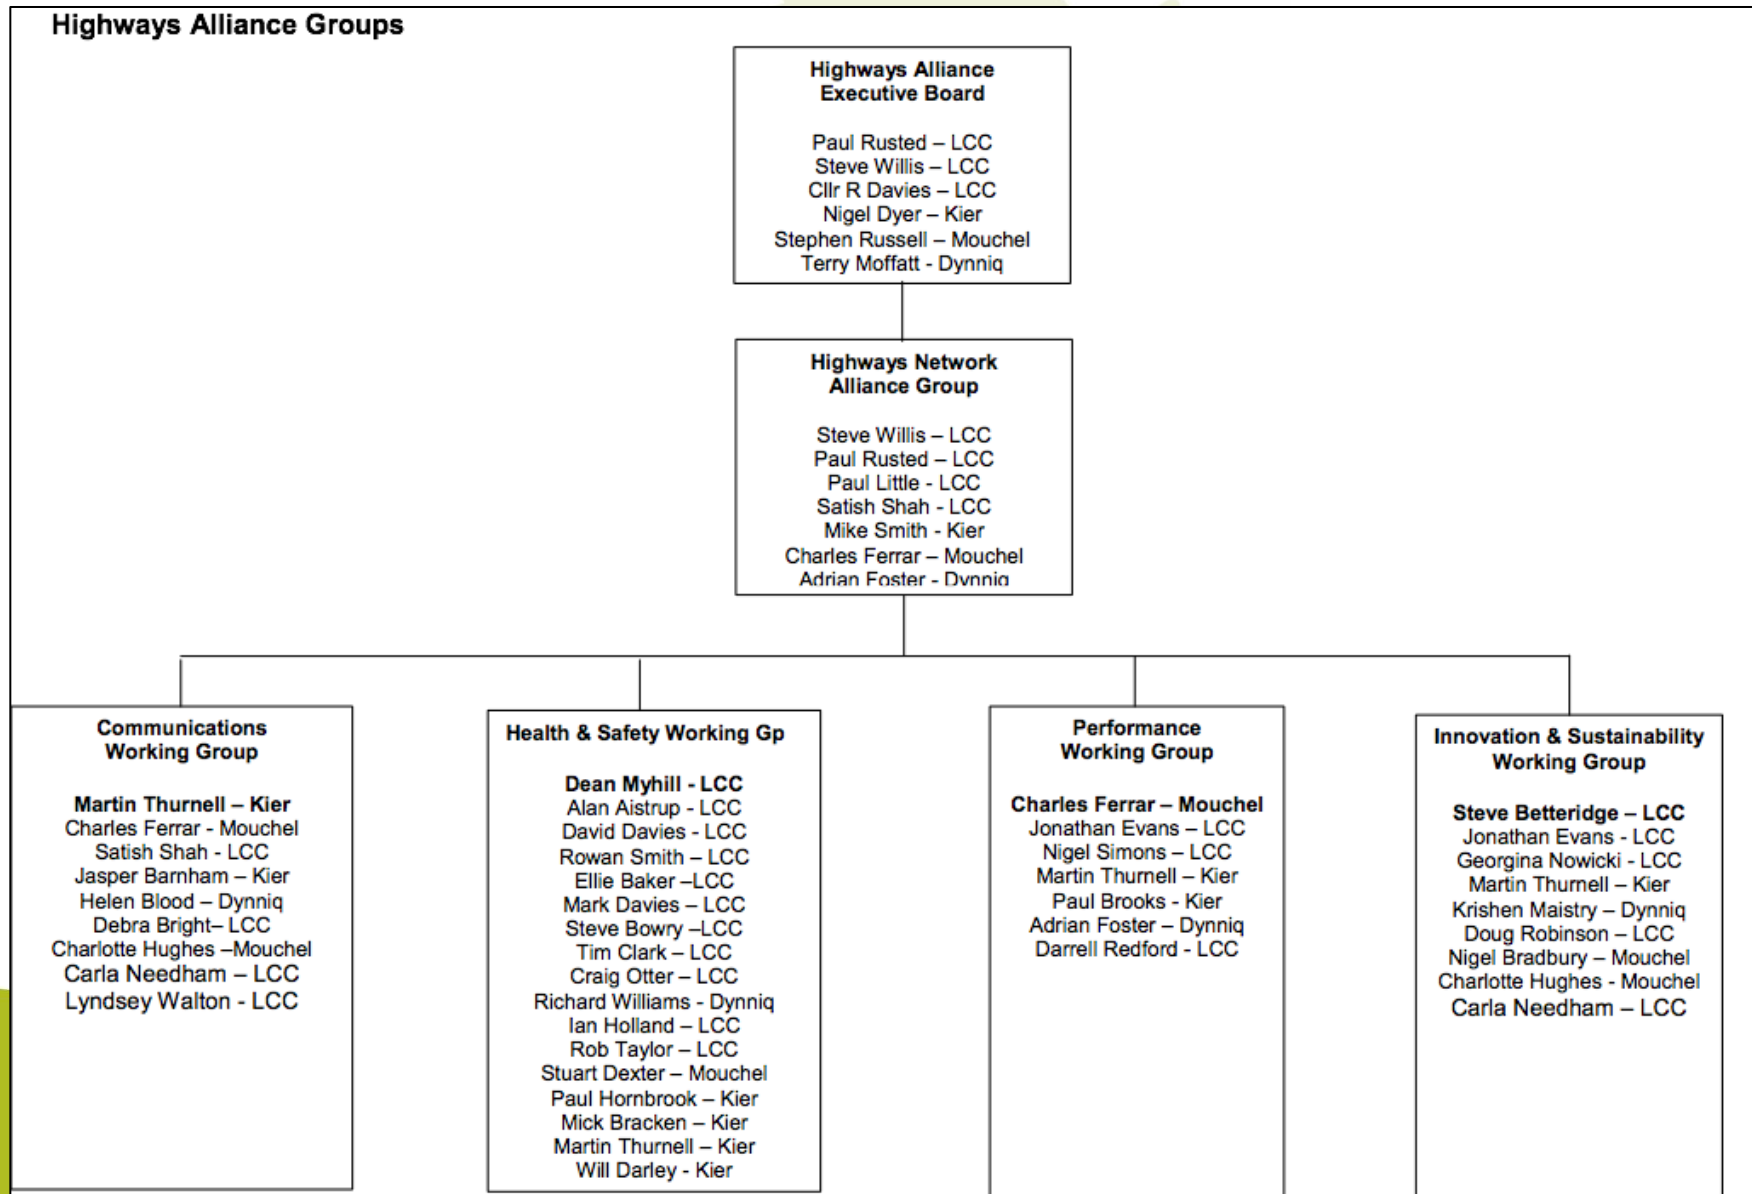 Highways Alliance Groups
Highways Alliance
Executive Board
Paul Rusted – LCC
Steve Willis – LCC
Cllr R Davies – LCC
Nigel Dyer – Kier
Stephen Russell – Mouchel
Terry Moffatt - Dynniq
Highways Network
Alliance Group
Steve Willis – LCC
Paul Rusted – LCC
Paul Little - LCC
Satish Shah - LCC
Mike Smith - Kier
Charles Ferrar – Mouchel
Adrian Foster - Dynniq
Communications
Working Group
Martin Thurnell – Kier
Charles Ferrar - Mouchel
Satish Shah - LCC
Jasper Barnham – Kier
Helen Blood – Dynniq
Debra Bright– LCC
Charlotte Hughes –Mouchel
Carla Needham – LCC
Lyndsey Walton - LCC
Health & Safety Working Gp
Dean Myhill - LCC
Alan Aistrup - LCC
David Davies - LCC
Rowan Smith – LCC
Ellie Baker –LCC
Mark Davies – LCC
Steve Bowry –LCC
Tim Clark – LCC
Craig Otter – LCC
Richard Williams - Dynniq
Ian Holland – LCC
Rob Taylor – LCC
Stuart Dexter – Mouchel
Paul Hornbrook – Kier
Mick Bracken – Kier
Martin Thurnell – Kier
Will Darley - Kier
Performance
Working Group
Charles Ferrar – Mouchel
Jonathan Evans – LCC
Nigel Simons – LCC
Martin Thurnell – Kier
Paul Brooks - Kier
Adrian Foster – Dynniq
Darrell Redford - LCC
Innovation & Sustainability
Working Group
Steve Betteridge – LCC
Jonathan Evans - LCC
Georgina Nowicki - LCC
Martin Thurnell – Kier
Krishen Maistry – Dynniq
Doug Robinson – LCC
Nigel Bradbury – Mouchel
Charlotte Hughes - Mouchel
Carla Needham – LCC